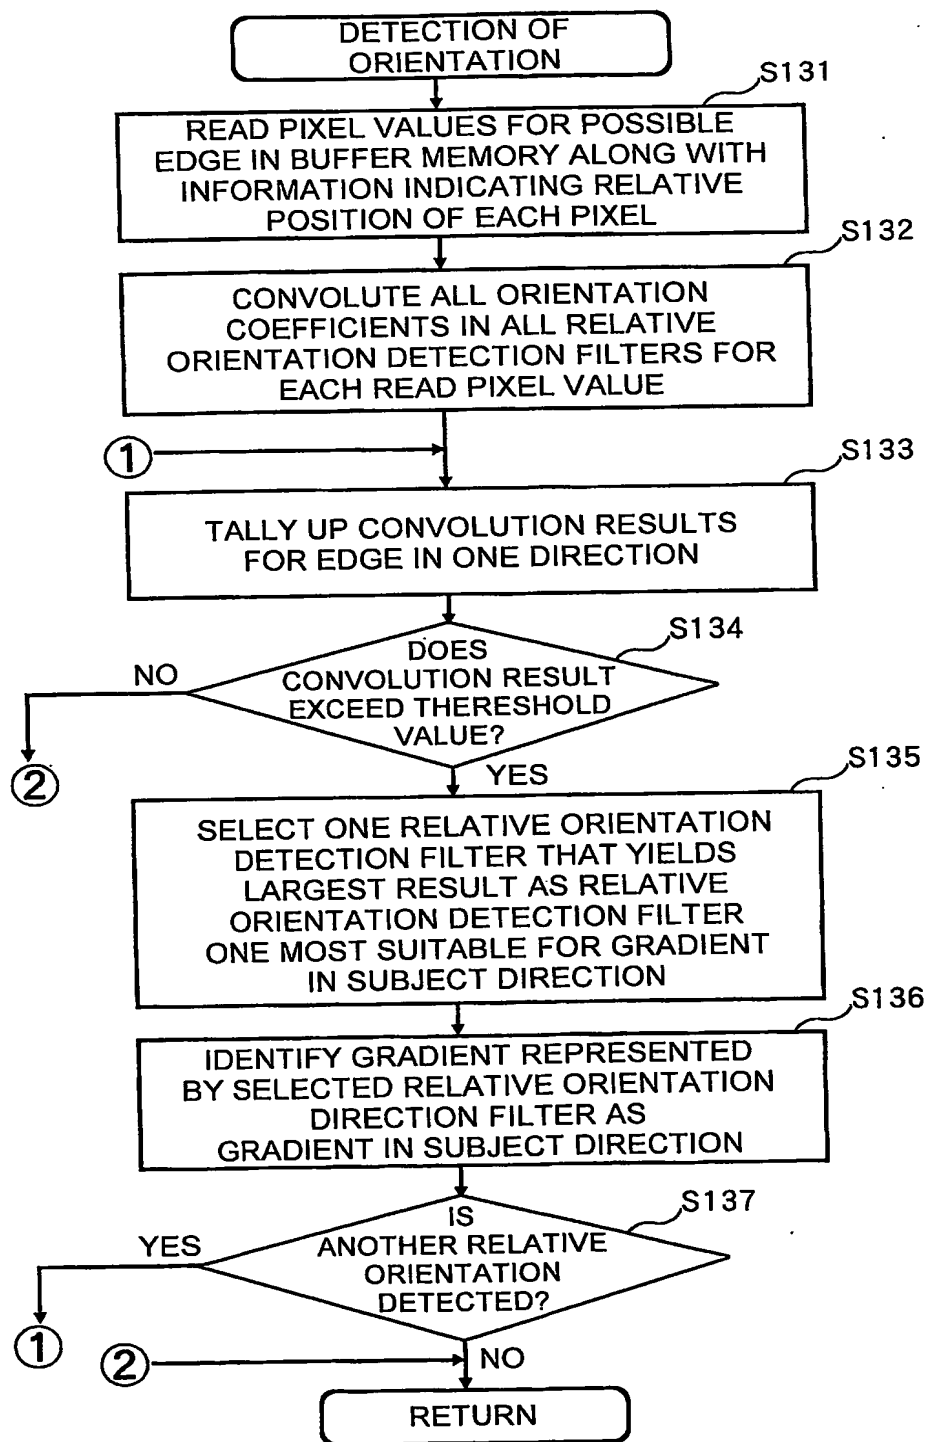 DETECTION OF
ORIENTATION
S131
READ PIXEL VALUES FOR POSSIBLE
EDGE IN BUFFER MEMORY ALONG WITH
INFORMATION INDICATING RELATIVE
POSITION OF EACH PIXEL
S132
CONVOLUTE ALL ORIENTATION
COEFFICIENTS IN ALL RELATIVE
ORIENTATION DETECTION FILTERS FOR
EACH READ PIXEL VALUE
①
S133
TALLY UP CONVOLUTION RESULTS
FOR EDGE IN ONE DIRECTION
S134
DOES
CONVOLUTION RESULT
EXCEED THERESHOLD
VALUE?
NO
②
YES
S135
SELECT ONE RELATIVE ORIENTATION
DETECTION FILTER THAT YIELDS
LARGEST RESULT AS RELATIVE
ORIENTATION DETECTION FILTER
ONE MOST SUITABLE FOR GRADIENT
IN SUBJECT DIRECTION
S136
IDENTIFY GRADIENT REPRESENTED
BY SELECTED RELATIVE ORIENTATION
DIRECTION FILTER AS
GRADIENT IN SUBJECT DIRECTION
S137
IS
ANOTHER RELATIVE
ORIENTATION
DETECTED?
YES
①
②
NO
RETURN